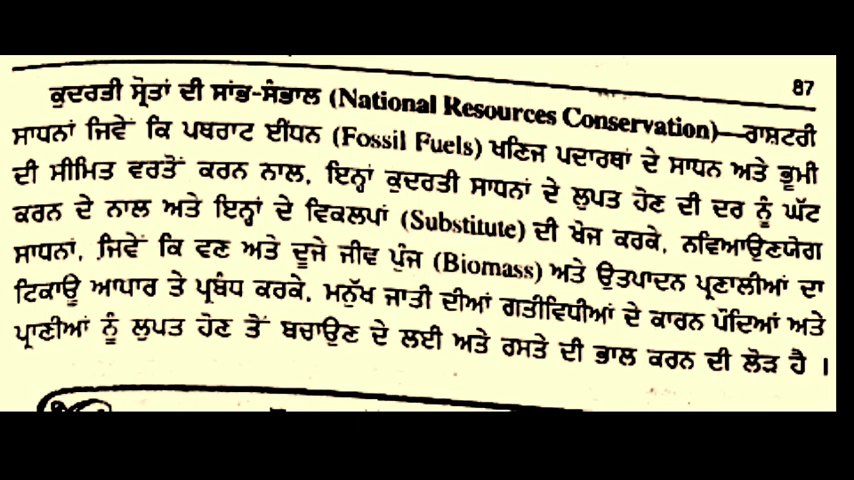 87
ਕੁਦਰਤੀ ਸ੍ਰੋਤਾਂ ਦੀ ਸਾਂਭ-ਸੰਭਾਲ (National Resources Conservation)—ਰਾਸ਼ਟਰੀ
ਸਾਧਨਾਂ ਜਿਵੇਂ ਕਿ ਪਥਰਾਟ ਈਂਧਨ (Fossil Fuels) ਖਣਿਜ ਪਦਾਰਥਾਂ ਦੇ ਸਾਧਨ ਅਤੇ ਭੂਮੀ
ਦੀ ਸੀਮਿਤ ਵਰਤੋਂ ਕਰਨ ਨਾਲ, ਇਨ੍ਹਾਂ ਕੁਦਰਤੀ ਸਾਧਨਾਂ ਦੇ ਲੁਪਤ ਹੋਣ ਦੀ ਦਰ ਨੂੰ ਘੱਟ
ਕਰਨ ਦੇ ਨਾਲ ਅਤੇ ਇਨ੍ਹਾਂ ਦੇ ਵਿਕਲਪਾਂ (Substitute) ਦੀ ਖੋਜ ਕਰਕੇ, ਨਵਿਆਉਣਯੋਗ
ਸਾਧਨਾਂ, ਜਿਵੇਂ ਕਿ ਵਣ ਅਤੇ ਦੂਜੇ ਜੀਵ ਪੁੰਜ (Biomass) ਅਤੇ ਉਤਪਾਦਨ ਪ੍ਰਣਾਲੀਆਂ ਦਾ
ਟਿਕਾਊ ਆਧਾਰ ਤੇ ਪ੍ਰਬੰਧ ਕਰਕੇ, ਮਨੁੱਖ ਜਾਤੀ ਦੀਆਂ ਗਤੀਵਿਧੀਆਂ ਦੇ ਕਾਰਨ ਪੌਦਿਆਂ ਅਤੇ
ਪ੍ਰਾਣੀਆਂ ਨੂੰ ਲੁਪਤ ਹੋਣ ਤੋਂ ਬਚਾਉਣ ਦੇ ਲਈ ਅਤੇ ਰਸਤੇ ਦੀ ਭਾਲ ਕਰਨ ਦੀ ਲੋੜ ਹੈ ।